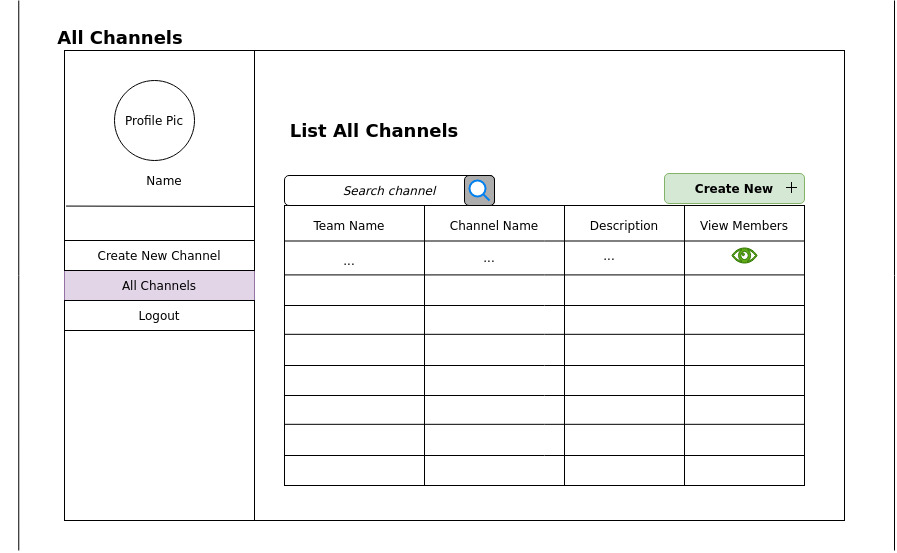 All Channels
Profile Pic
Name
Create New Channel
All Channels
Logout
List All Channels
Search channel
Create New +
Team Name Channel Name Description View Members
... ... ...